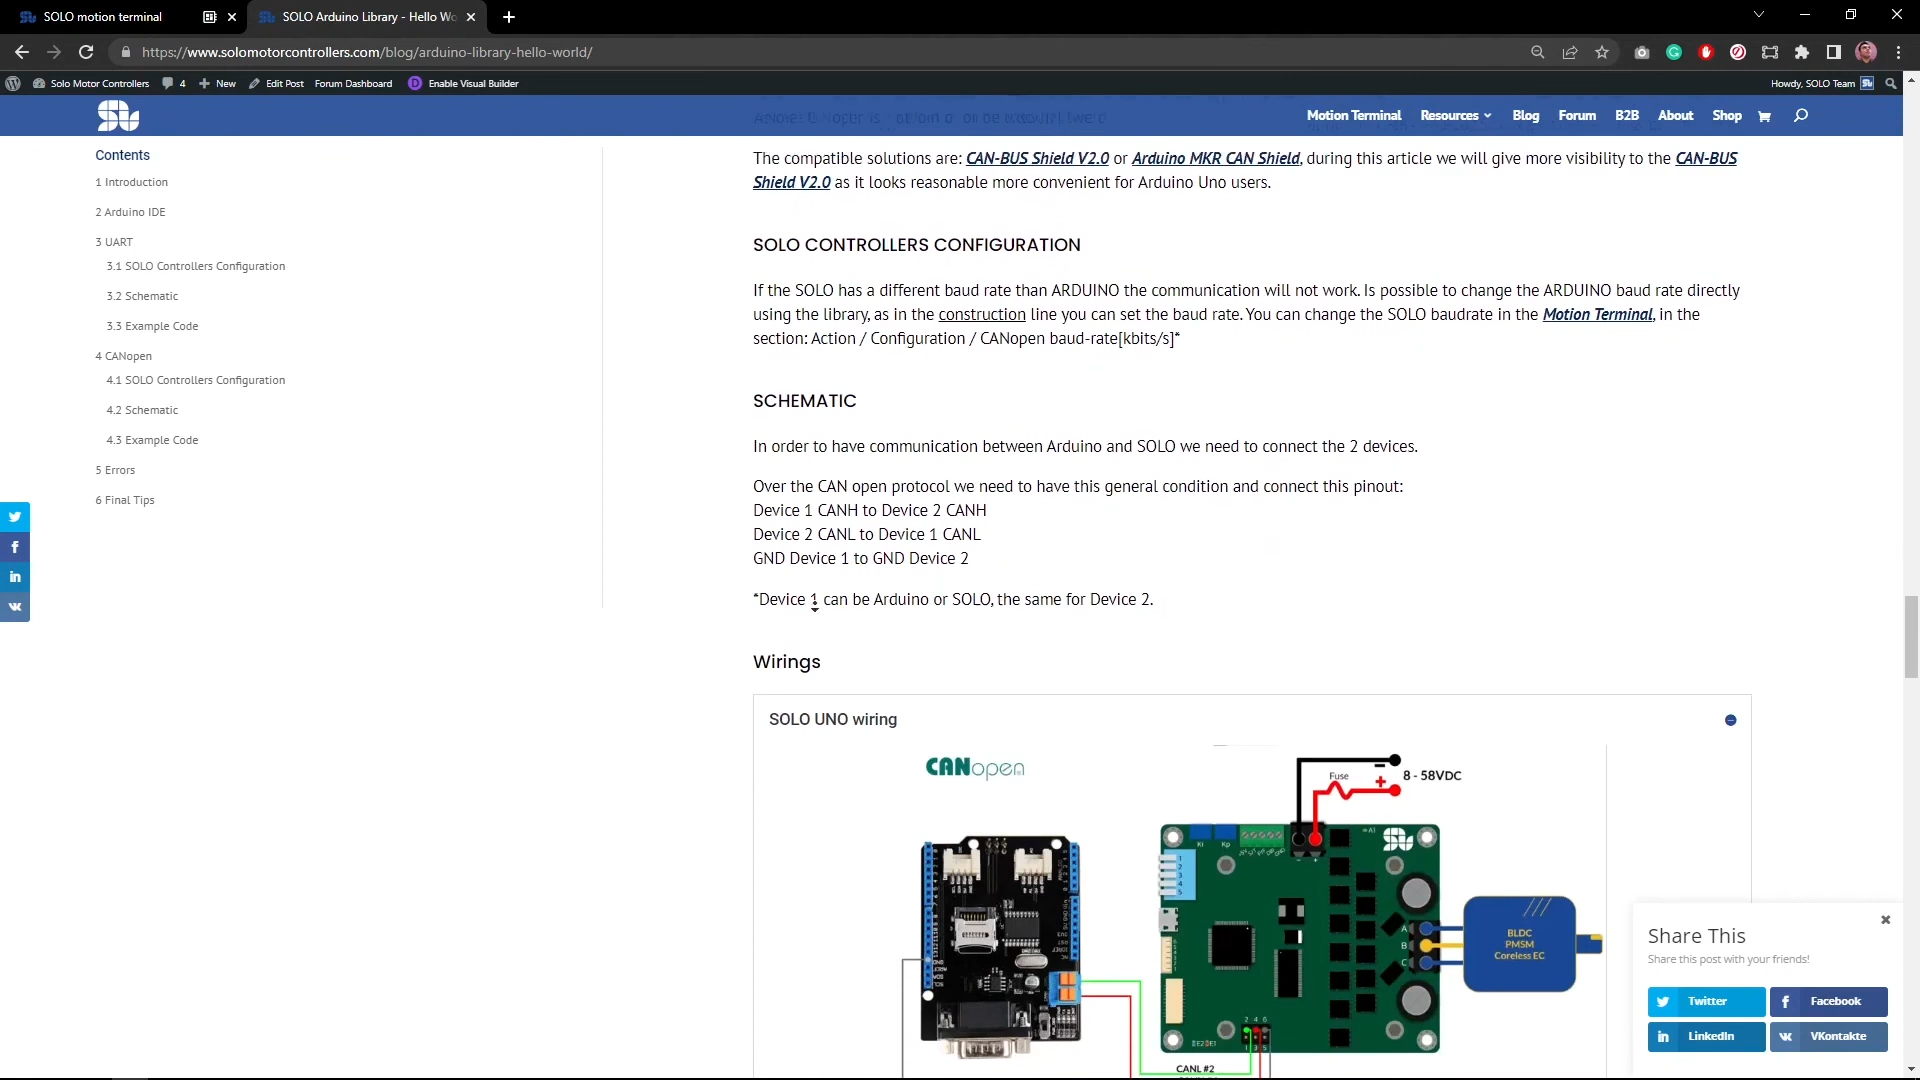 SOLO motion terminal
SOLO Arduino Library - Hello Wo
https://www.solomotorcontrollers.com/blog/arduino-library-hello-world/
Solo Motor Controllers 4 New Edit Post Forum Dashboard Enable Visual Builder
Howdy, SOLO Team
Motion Terminal Resources Blog Forum B2B About Shop
Contents
1 Introduction
2 Arduino IDE
3 UART
3.1 SOLO Controllers Configuration
3.2 Schematic
3.3 Example Code
4 CANopen
4.1 SOLO Controllers Configuration
4.2 Schematic
4.3 Example Code
5 Errors
6 Final Tips
The compatible solutions are: CAN-BUS Shield V2.0 or Arduino MKR CAN Shield, during this article we will give more visibility to the CAN-BUS
Shield V2.0 as it looks reasonable more convenient for Arduino Uno users.
SOLO CONTROLLERS CONFIGURATION
If the SOLO has a different baud rate than ARDUINO the communication will not work. Is possible to change the ARDUINO baud rate directly
using the library, as in the construction line you can set the baud rate. You can change the SOLO baudrate in the Motion Terminal, in the
section: Action / Configuration / CANopen baud-rate[kbits/s]*
SCHEMATIC
In order to have communication between Arduino and SOLO we need to connect the 2 devices.
Over the CAN open protocol we need to have this general condition and connect this pinout:
Device 1 CANH to Device 2 CANH
Device 2 CANL to Device 1 CANL
GND Device 1 to GND Device 2
*Device 1 can be Arduino or SOLO, the same for Device 2.
Wirings
SOLO UNO wiring
CANopen
Fuse
8 - 58VDC
Ki Kp
A
B
C
BLDC
PMSM
Coreless EC
2 4 6
1 3 5
CANL #2
Share This
Share this post with your friends!
Twitter
Facebook
LinkedIn
VKontakte